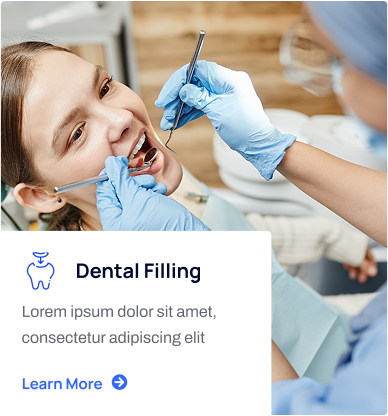 Dental Filling
Lorem ipsum dolor sit amet,
consectetur adipiscing elit
Learn More